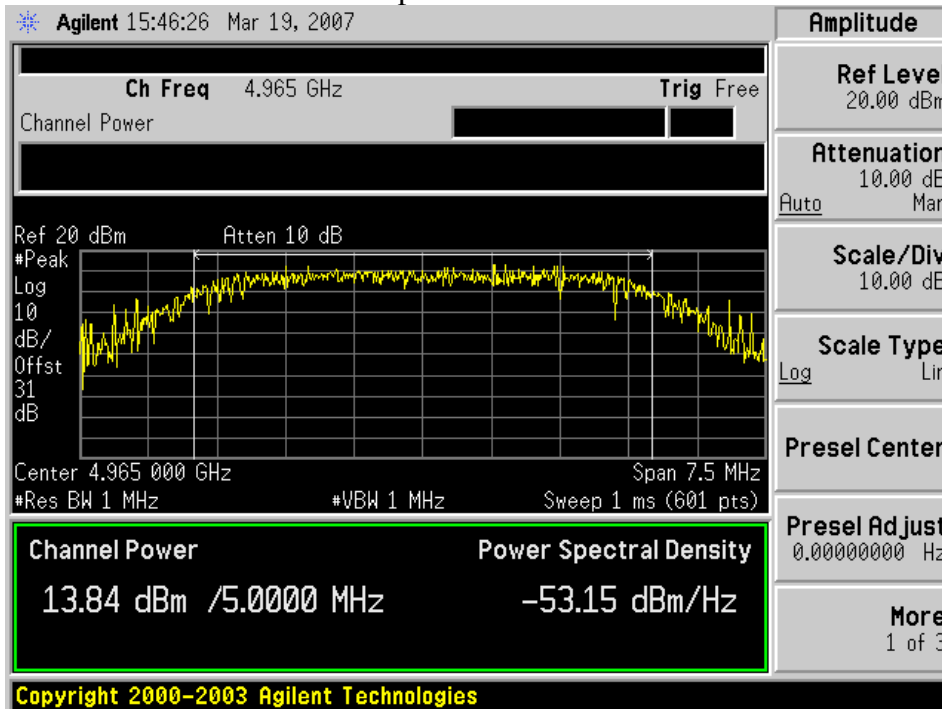 Agilent 15:46:26 Mar 19, 2007
Amplitude
Ch Freq 4.965 GHz Trig Free
Channel Power
Ref 20 dBm Atten 10 dB
#Peak
Log
10
dB/
Offst
31
dB
Center 4.965 000 GHz Span 7.5 MHz
#Res BW 1 MHz #VBW 1 MHz Sweep 1 ms (601 pts)
Channel Power Power Spectral Density
13.84 dBm /5.0000 MHz -53.15 dBm/Hz
Ref Leve
20.00 dBm
Attenuation
10.00 dB
Auto Man
Scale/Div
10.00 dB
Scale Type
Log Lin
Presel Center
Presel Adjust
0.00000000 Hz
More
1 of 3
Copyright 2000-2003 Agilent Technologies